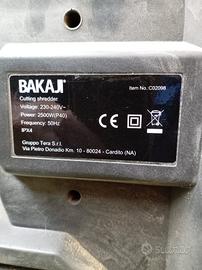 Item No. C02098
BAKAJI
Cutting shredder
Voltage: 230-240V~
Power: 2500W(P40)
Frequency: 50Hz
IPX4
CE
Gruppo Tera S.r.l.
Via Pietro Donadio Km. 10 - 80024 - Cardito (NA)
subito